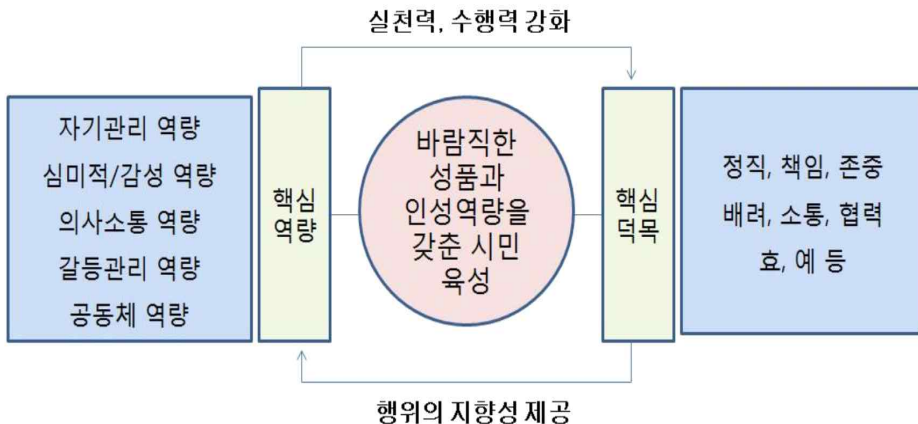 실천력, 수행력 강화
자기관리 역량
심미적/감성 역량
의사소통 역량
갈등관리 역량
공동체 역량
핵심
역량
바람직한
성품과
인성역량을
갖춘 시민
육성
핵심
덕목
정직, 책임, 존중
배려, 소통, 협력
효, 예 등
행위의 지향성 제공